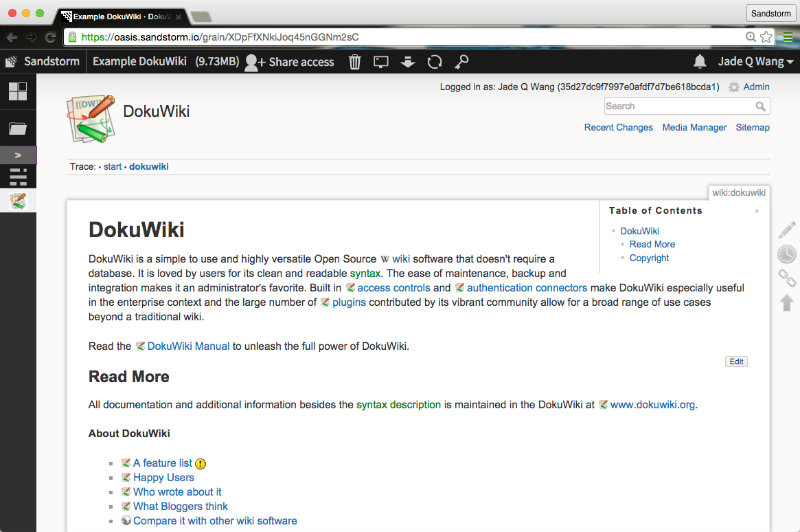 Example DokuWiki · DokuW
Sandstorm
https://oasis.sandstorm.io/grain/XDpFfXNkiJoq45nGGNm2sC
Sandstorm Example DokuWiki (9.73MB) Share access Jade Q Wang
Logged in as: Jade Q Wang (35d27dc9f7997e0afdf7d7be618bcda1) Admin
[[DW]]
DokuWiki
Search
Recent Changes Media Manager Sitemap
>
Trace: • start • dokuwiki
wiki:dokuwiki
Table of Contents
DokuWiki
Read More
Copyright
DokuWiki
DokuWiki is a simple to use and highly versatile Open Source W wiki software that doesn't require a
database. It is loved by users for its clean and readable syntax. The ease of maintenance, backup and
integration makes it an administrator's favorite. Built in access controls and authentication connectors make DokuWiki especially useful
in the enterprise context and the large number of plugins contributed by its vibrant community allow for a broad range of use cases
beyond a traditional wiki.
Read the DokuWiki Manual to unleash the full power of DokuWiki.
Edit
Read More
All documentation and additional information besides the syntax description is maintained in the DokuWiki at www.dokuwiki.org.
About DokuWiki
A feature list
Happy Users
Who wrote about it
What Bloggers think
Compare it with other wiki software